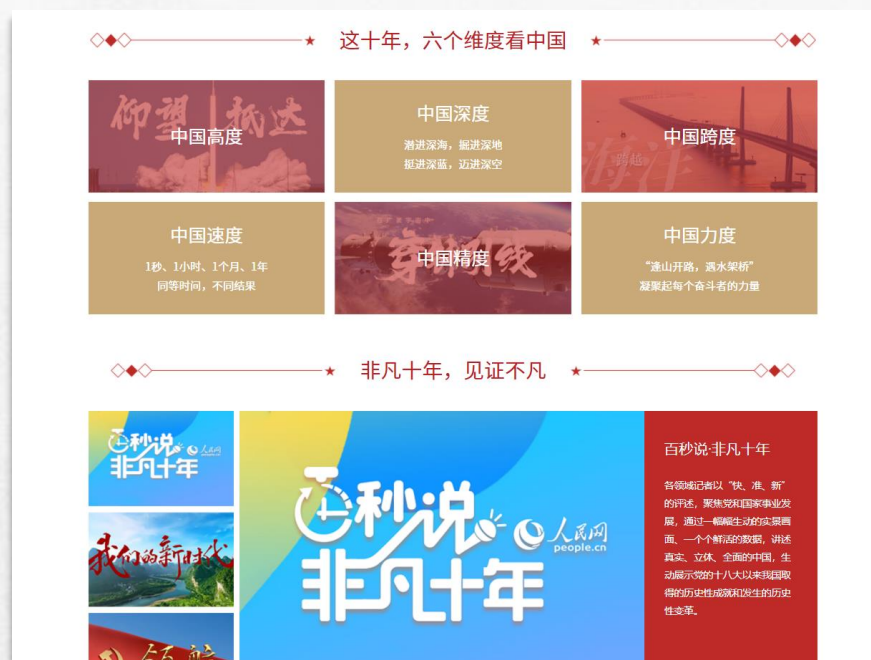 这十年，六个维度看中国
仰望 抵达
中国高度
中国深度
潜进深海，掘进深地
挺进深蓝，迈进深空
中国跨度
跨越
海洋
中国速度
1秒、1小时、1个月、1年
同等时间，不同结果
中国精度
穿针引线
中国力度
“逢山开路，遇水架桥”
凝聚起每个奋斗者的力量
非凡十年，见证不凡
百秒说
人民网
非凡十年
我们的新时代
领航
百秒说
人民网
people.cn
非凡十年
百秒说·非凡十年
各领域记者以“快、准、新”
的评述，聚焦党和国家事业发
展，通过一幅幅生动的实景画
面、一个个鲜活的数据，讲述
真实、立体、全面的中国，生
动展示党的十八大以来我国取
得的历史性成就和发生的历史
性变革。